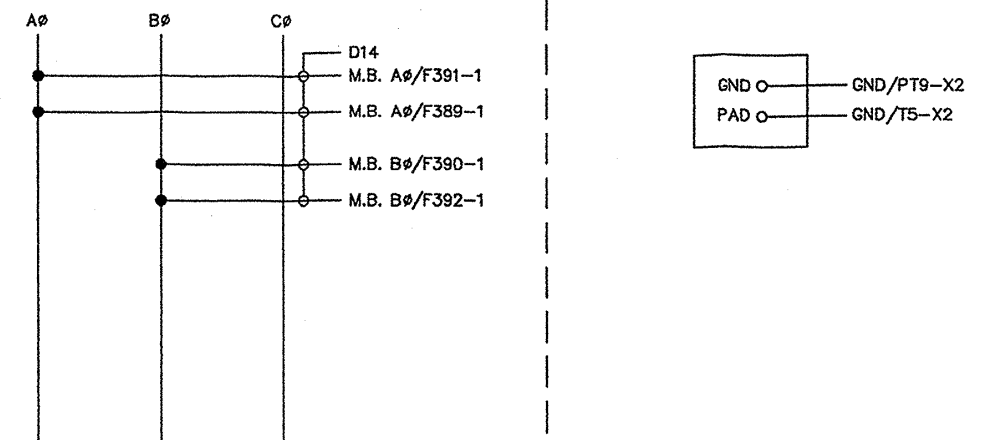 AØ BØ CØ
D14
M.B. AØ/F391-1
M.B. AØ/F389-1
M.B. BØ/F390-1
M.B. BØ/F392-1
GND GND/PT9-X2
PAD GND/T5-X2